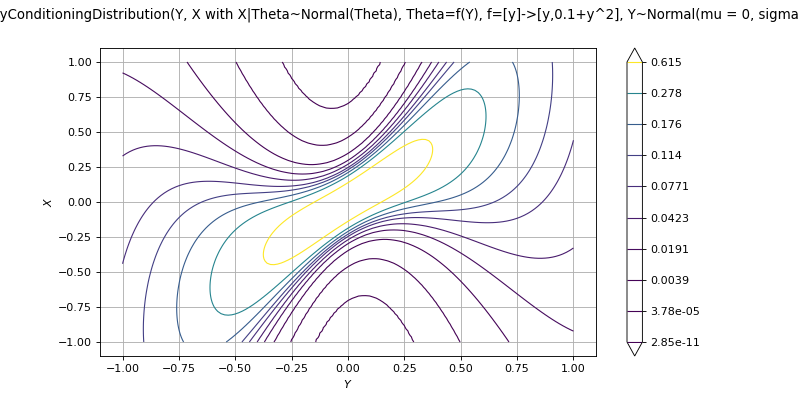 yConditioningDistribution(Y, X with X|Theta~Normal(Theta), Theta=f(Y), f=[y]->[y,0.1+y^2], Y~Normal(mu = 0, sigma
1.00
0.75
0.50
0.25
0.00
−0.25
−0.50
−0.75
−1.00
X
−1.00 −0.75 −0.50 −0.25 0.00 0.25 0.50 0.75 1.00
Y
0.615
0.278
0.176
0.114
0.0771
0.0423
0.0191
0.0039
3.78e-05
2.85e-11